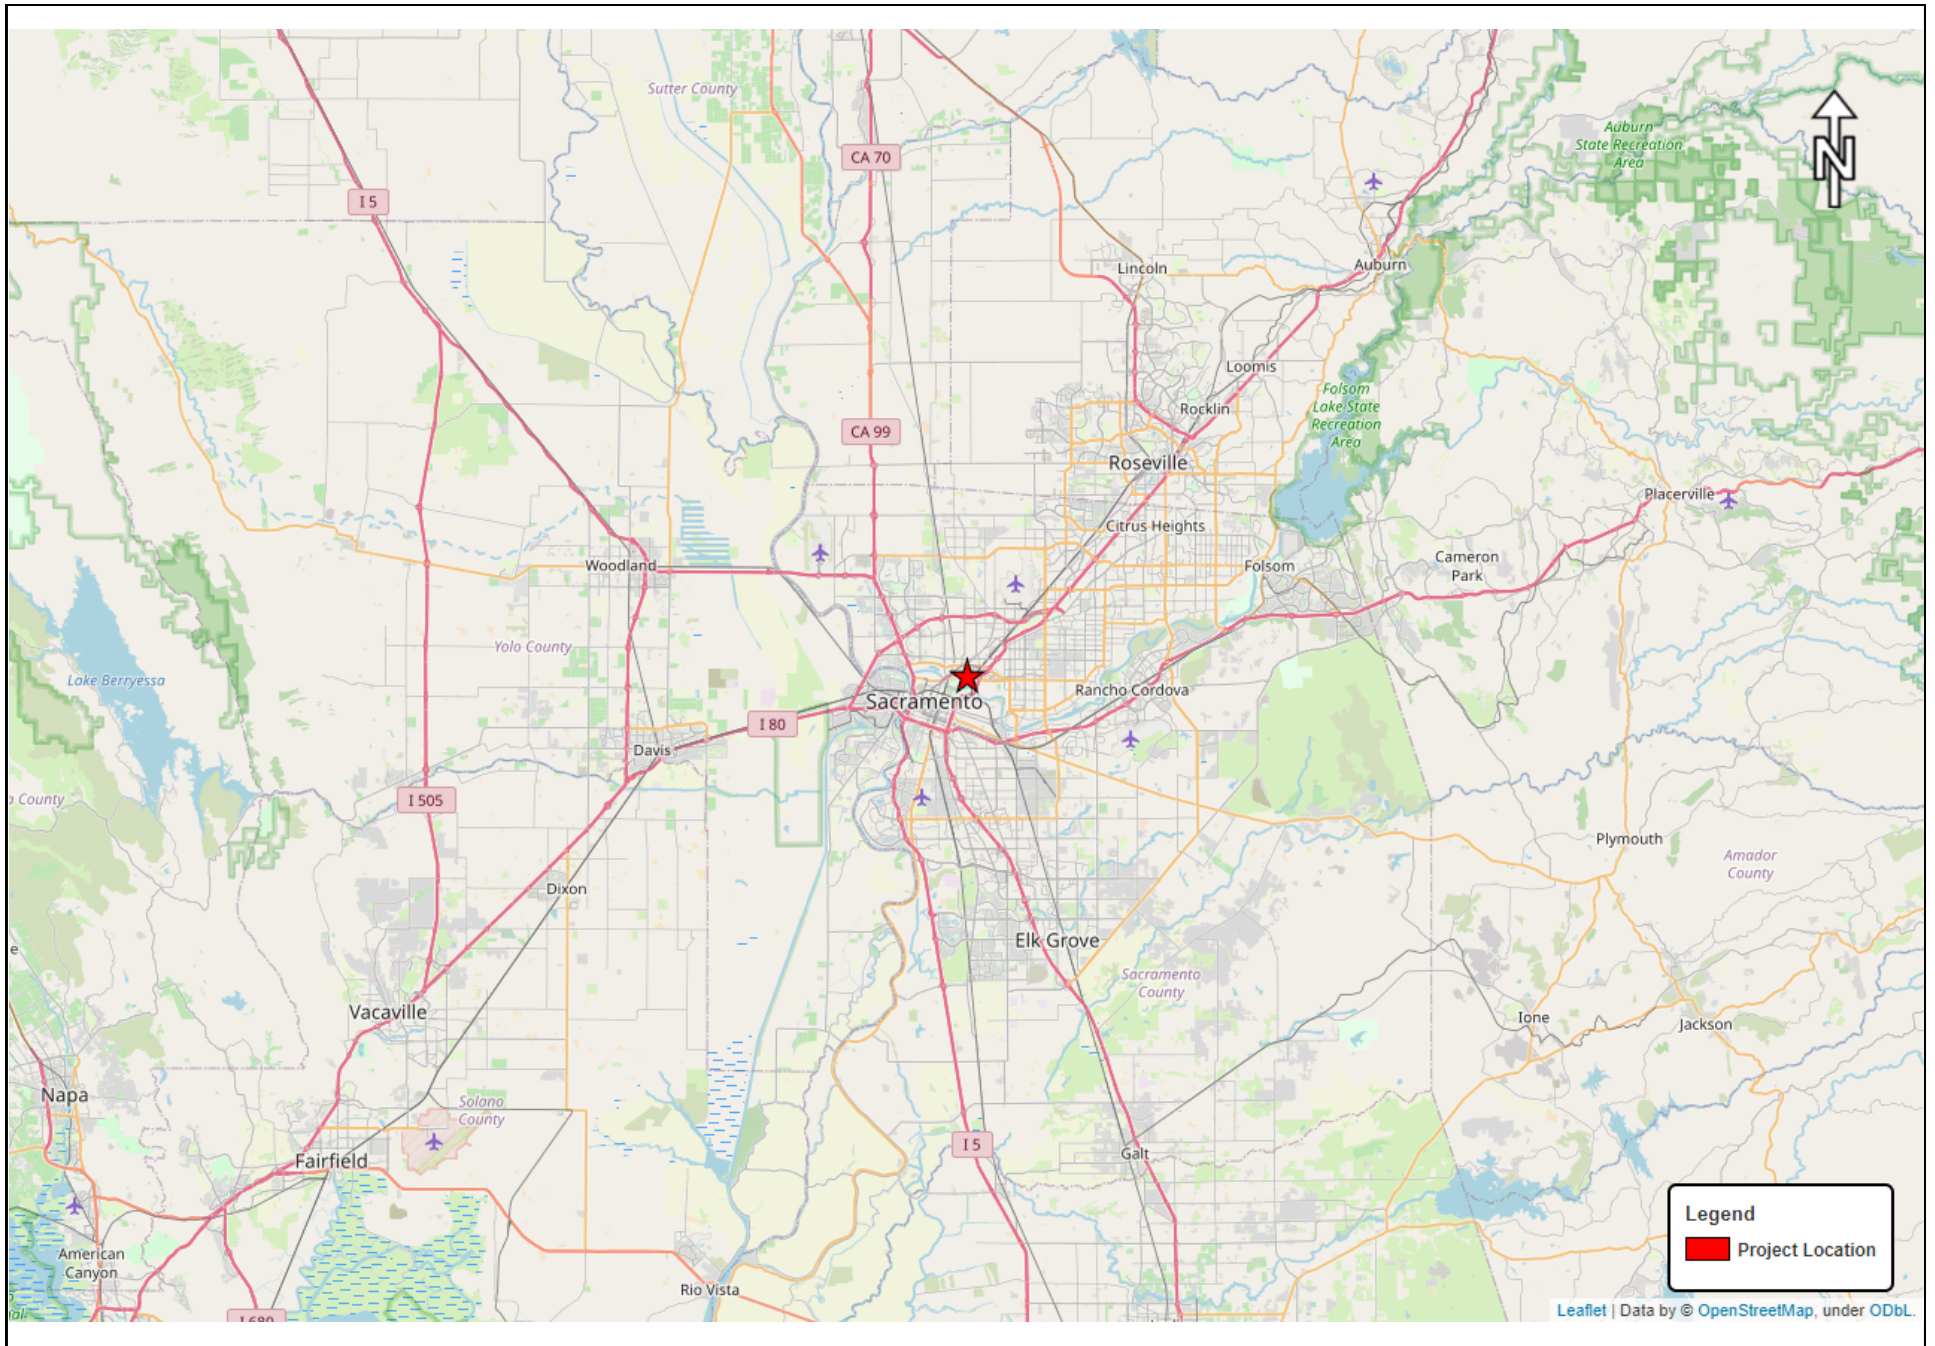 Sutter County
Auburn
State Recreation
Area
N
CA 70
I 5
Lincoln
Auburn
Loomis
Folsom
Lake State
Recreation
Area
Rocklin
CA 99
Roseville
Placerville
Citrus Heights
Woodland
Folsom
Cameron
Park
Yolo County
Lake Berryessa
Rancho Cordova
Sacramento
I 80
Davis
a County
I 505
Plymouth
Amador
County
Dixon
Elk Grove
e
Sacramento
County
Vacaville
Ione
Jackson
Napa
Solano
County
I 5
Galt
Fairfield
Legend
Project Location
American
Canyon
Rio Vista
Leaflet | Data by © OpenStreetMap, under ODbL.